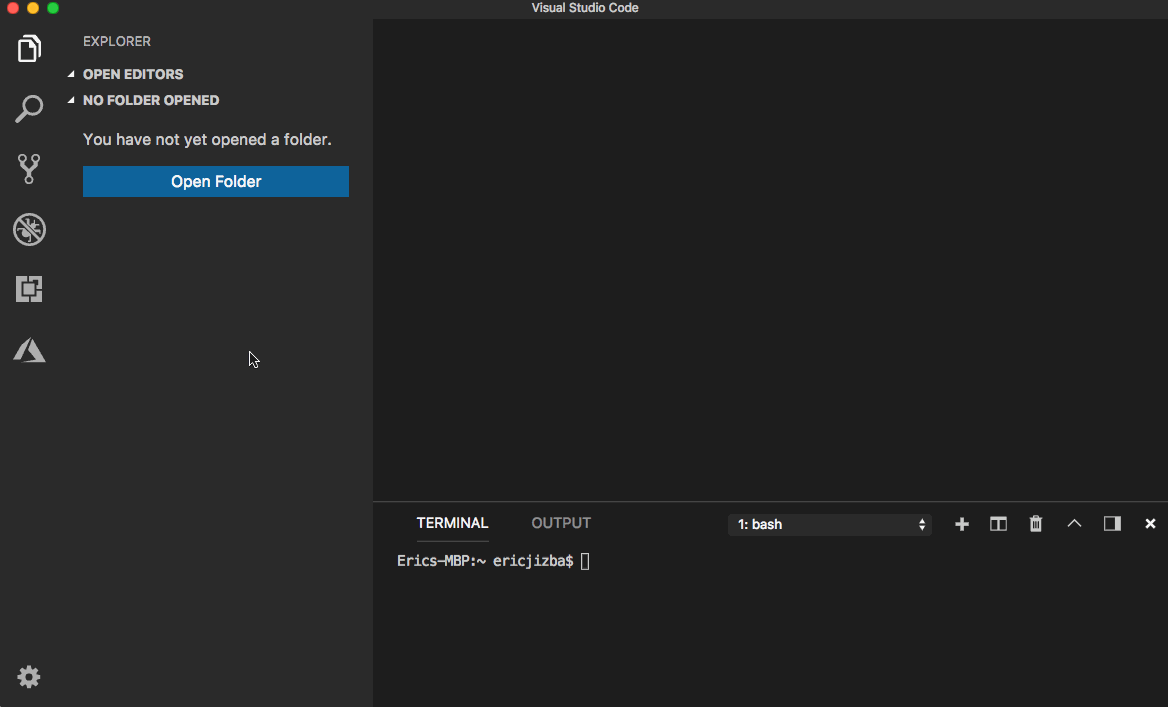 Visual Studio Code
EXPLORER
OPEN EDITORS
NO FOLDER OPENED
You have not yet opened a folder.
Open Folder
TERMINAL
OUTPUT
1: bash
Erics-MBP:~ ericjizba$